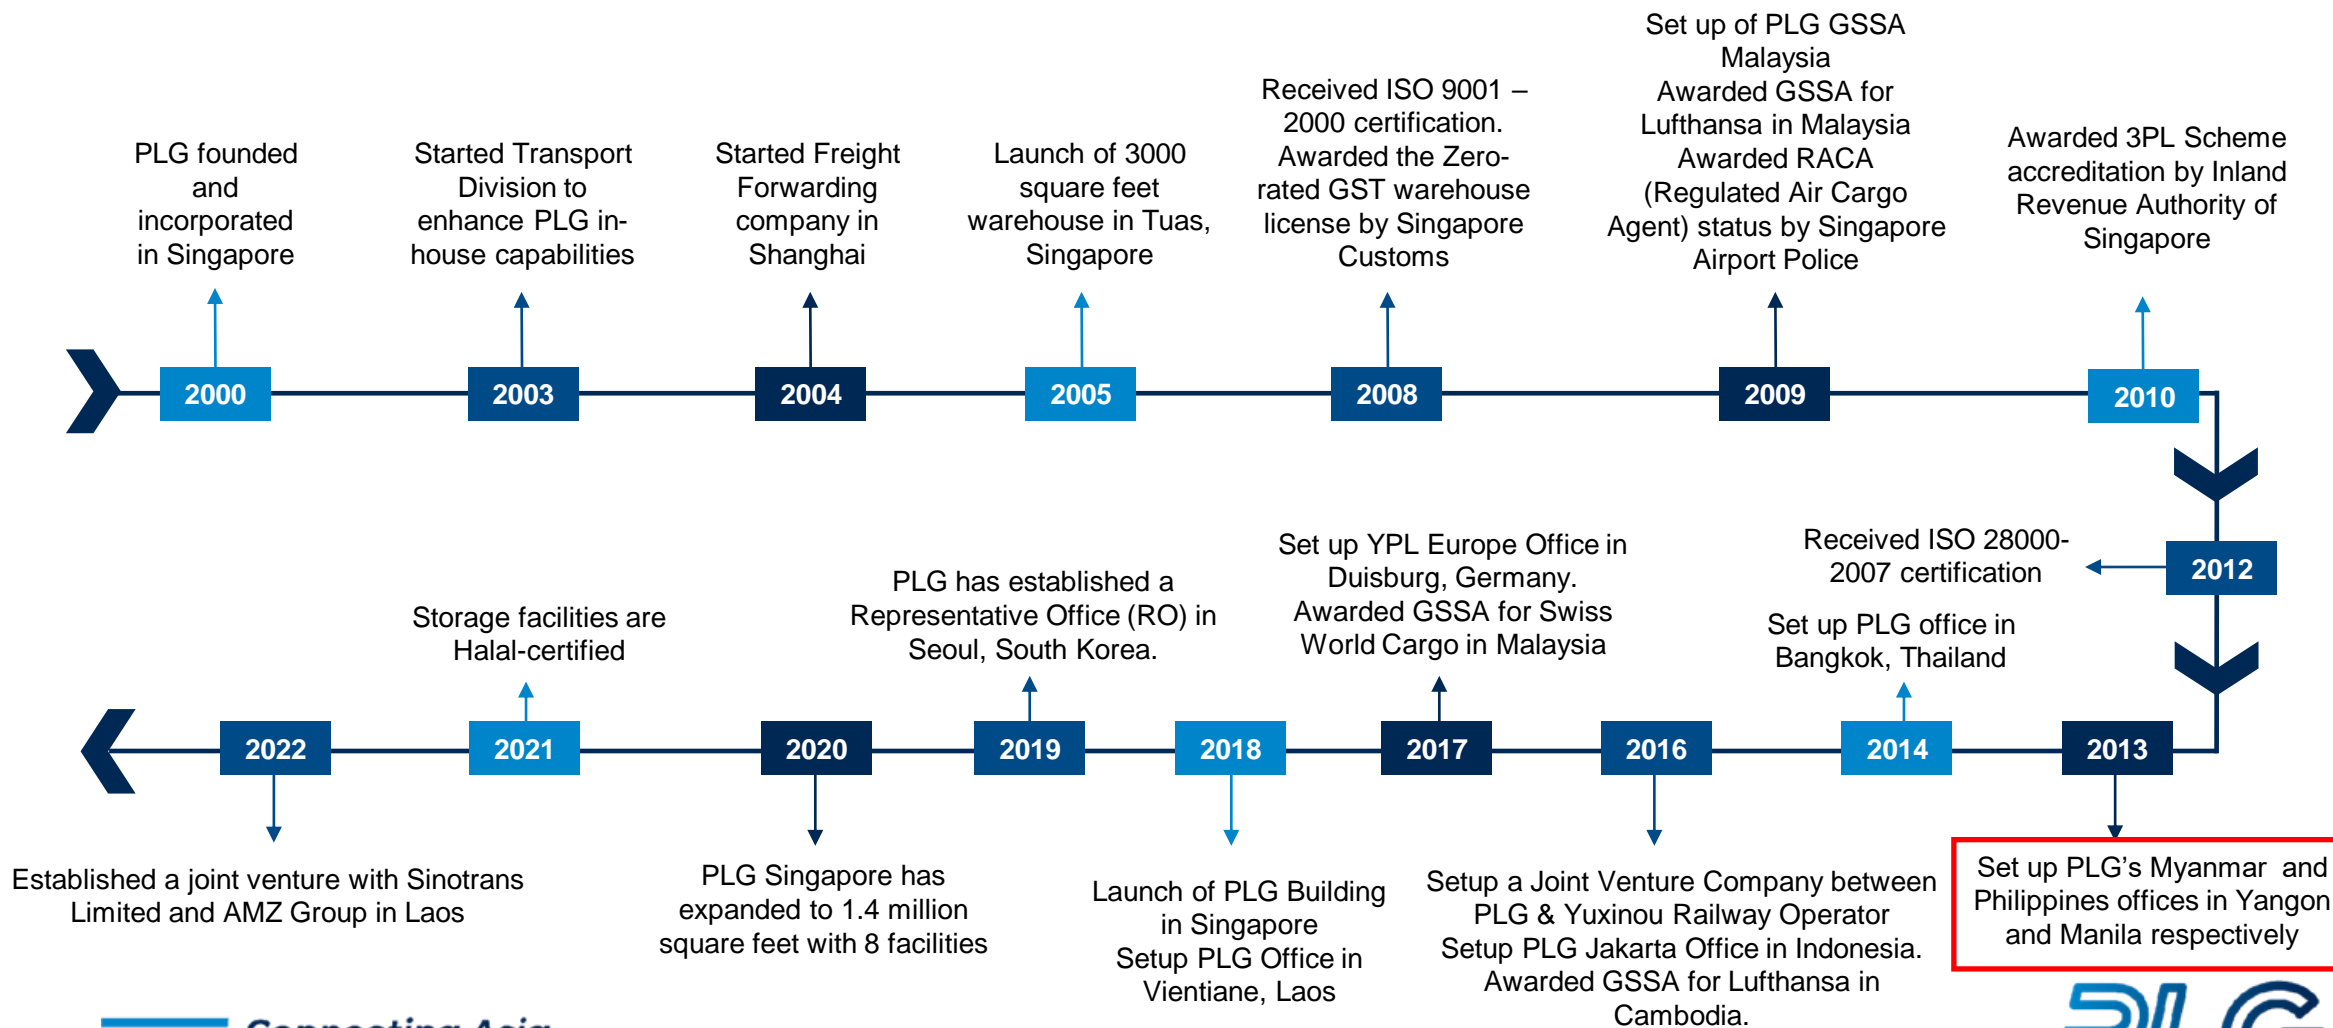 PLG founded
and
incorporated
in Singapore
Started Transport
Division to
enhance PLG in-
house capabilities
Started Freight
Forwarding
company in
Shanghai
Launch of 3000
square feet
warehouse in Tuas,
Singapore
Received ISO 9001 –
2000 certification.
Awarded the Zero-
rated GST warehouse
license by Singapore
Customs
Set up of PLG GSSA
Malaysia
Awarded GSSA for
Lufthansa in Malaysia
Awarded RACA
(Regulated Air Cargo
Agent) status by Singapore
Airport Police
Awarded 3PL Scheme
accreditation by Inland
Revenue Authority of
Singapore
2000
2003
2004
2005
2008
2009
2010
Received ISO 28000-
2007 certification
2012
Set up PLG office in
Bangkok, Thailand
Set up YPL Europe Office in
Duisburg, Germany.
Awarded GSSA for Swiss
World Cargo in Malaysia
PLG has established a
Representative Office (RO) in
Seoul, South Korea.
Storage facilities are
Halal-certified
2022
2021
2020
2019
2018
2017
2016
2014
2013
Established a joint venture with Sinotrans
Limited and AMZ Group in Laos
PLG Singapore has
expanded to 1.4 million
square feet with 8 facilities
Launch of PLG Building
in Singapore
Setup PLG Office in
Vientiane, Laos
Setup a Joint Venture Company between
PLG & Yuxinou Railway Operator
Setup PLG Jakarta Office in Indonesia.
Awarded GSSA for Lufthansa in
Cambodia.
Set up PLG’s Myanmar and
Philippines offices in Yangon
and Manila respectively
Connecting Asia
PLG